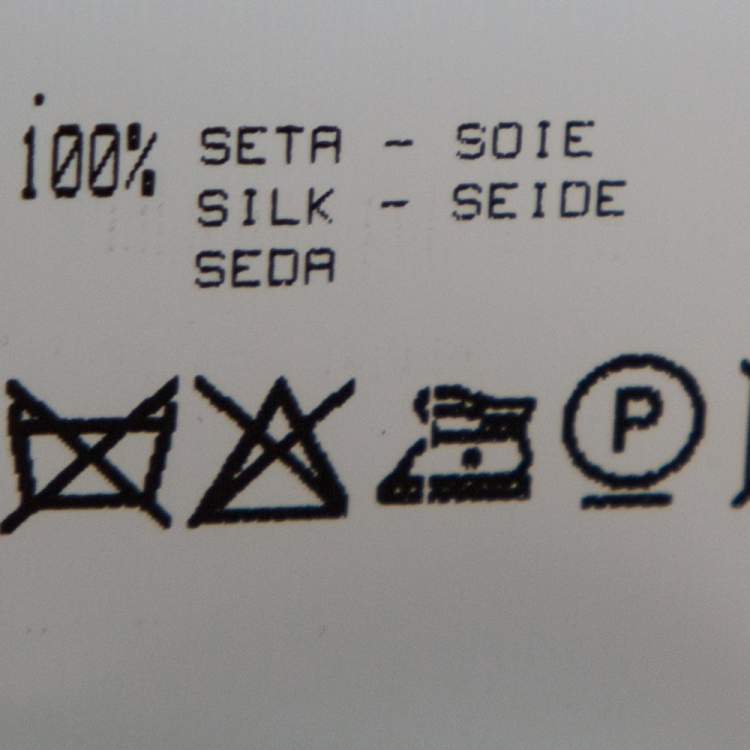 100% SETA - SOIE
SILK - SEIDE
SEDA
P